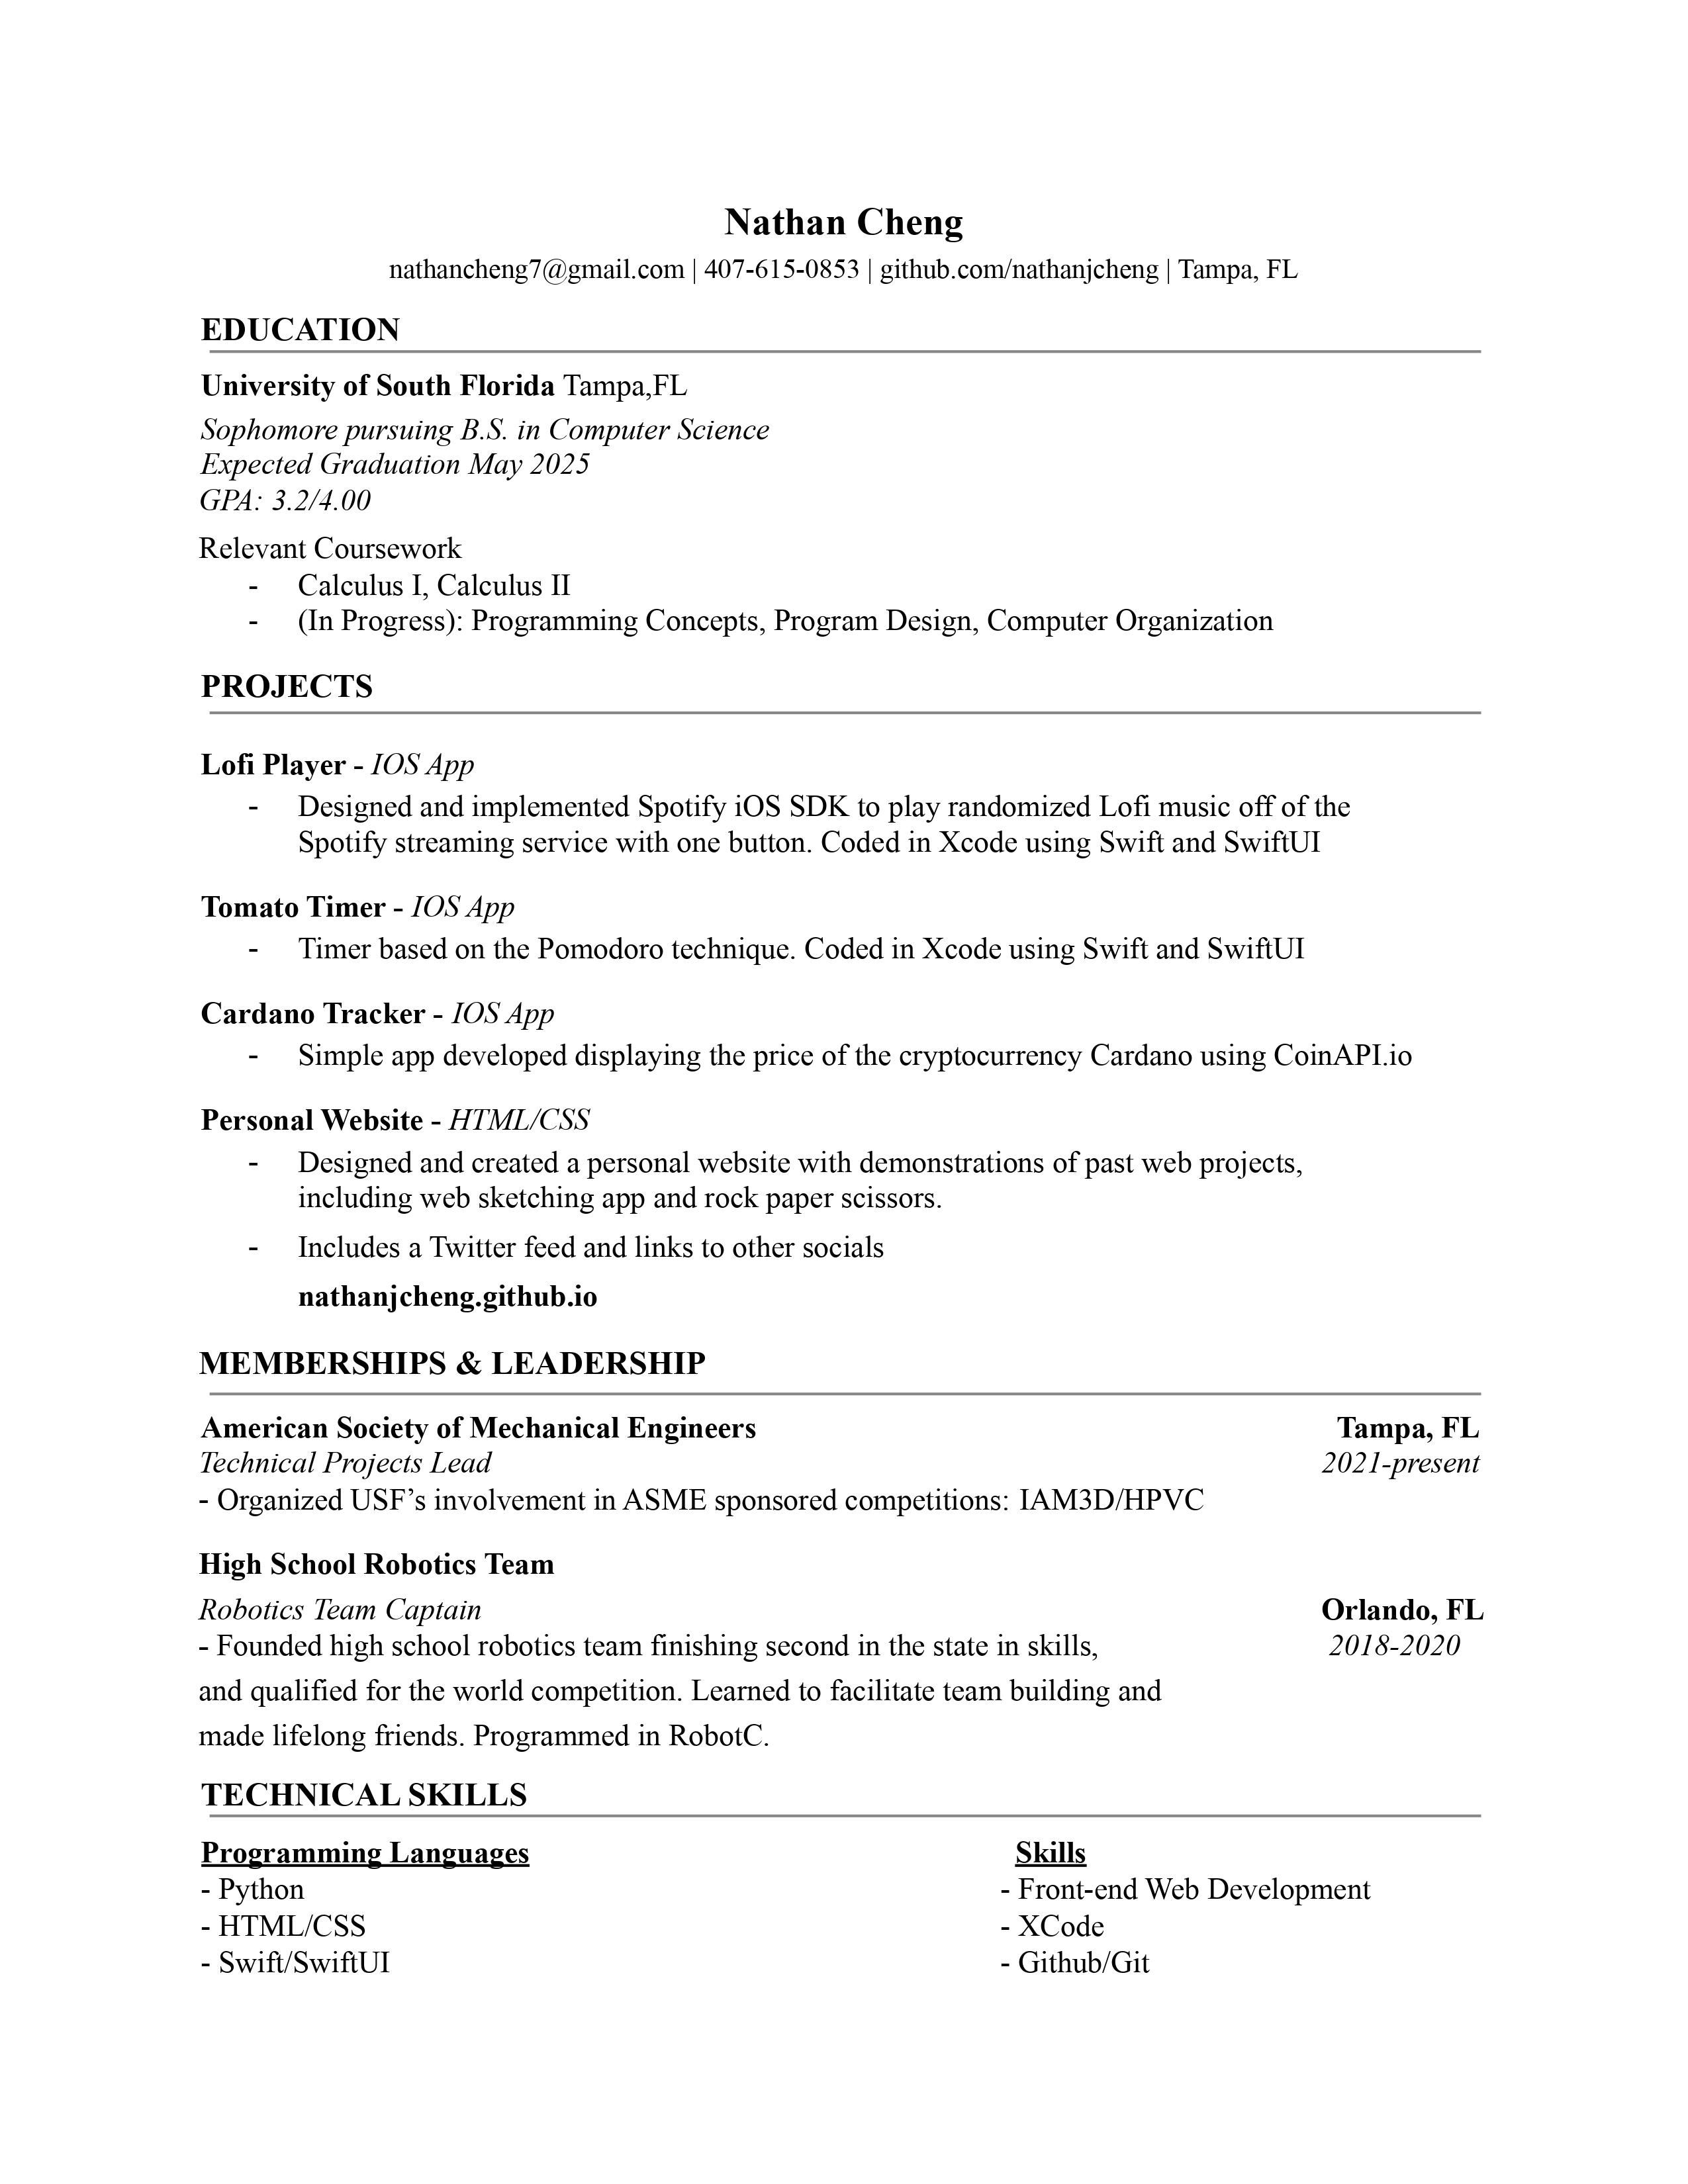 Nathan Cheng
nathancheng7@gmail.com | 407-615-0853 | github.com/nathanjcheng | Tampa, FL
EDUCATION
University of South Florida Tampa,FL
Sophomore pursuing B.S. in Computer Science
Expected Graduation May 2025
GPA: 3.2/4.00
Relevant Coursework
- Calculus I, Calculus II
- (In Progress): Programming Concepts, Program Design, Computer Organization
PROJECTS
Lofi Player - IOS App
- Designed and implemented Spotify iOS SDK to play randomized Lofi music off of the
Spotify streaming service with one button. Coded in Xcode using Swift and SwiftUI
Tomato Timer - IOS App
- Timer based on the Pomodoro technique. Coded in Xcode using Swift and SwiftUI
Cardano Tracker - IOS App
- Simple app developed displaying the price of the cryptocurrency Cardano using CoinAPI.io
Personal Website - HTML/CSS
- Designed and created a personal website with demonstrations of past web projects,
including web sketching app and rock paper scissors.
- Includes a Twitter feed and links to other socials
nathanjcheng.github.io
MEMBERSHIPS & LEADERSHIP
American Society of Mechanical Engineers Tampa, FL
Technical Projects Lead 2021-present
- Organized USF’s involvement in ASME sponsored competitions: IAM3D/HPVC
High School Robotics Team
Robotics Team Captain Orlando, FL
- Founded high school robotics team finishing second in the state in skills, 2018-2020
and qualified for the world competition. Learned to facilitate team building and
made lifelong friends. Programmed in RobotC.
TECHNICAL SKILLS
Programming Languages Skills
- Python - Front-end Web Development
- HTML/CSS - XCode
- Swift/SwiftUI - Github/Git